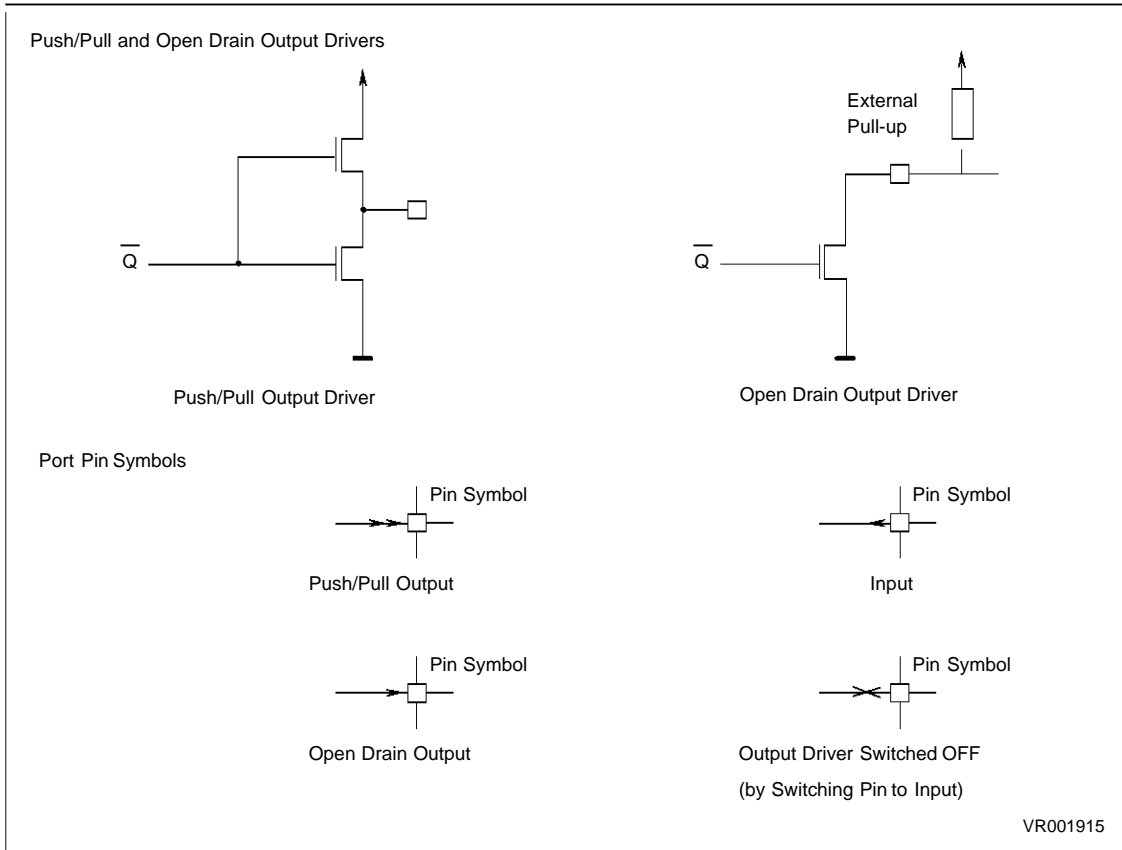 Push/Pull and Open Drain Output Drivers
External
Pull-up
Q
Q
Push/Pull Output Driver
Open Drain Output Driver
Port Pin Symbols
Pin Symbol
Pin Symbol
Push/Pull Output
Input
Pin Symbol
Pin Symbol
Open Drain Output
Output Driver Switched OFF
(by Switching Pin to Input)
VR001915